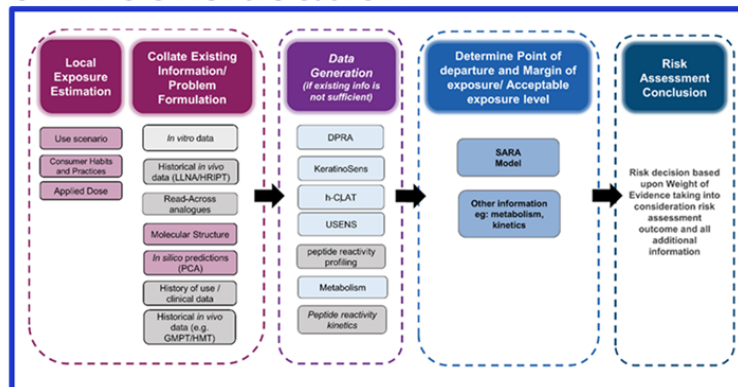 Local
Exposure
Estimation
Use scenario
Consumer Habits
and Practices
Applied Dose
Collate Existing
Information/
Problem
Formulation
In vitro data
Historical in vivo
data (LLNA/HRIPT)
Read-Across
analogues
Molecular Structure
In silico predictions
(PCA)
History of use /
clinical data
Historical in vivo
data (e.g.
GMPT/HMT)
Data
Generation
(if existing info is
not sufficient)
DPRA
KeratinoSens
h-CLAT
USENS
peptide reactivity
profiling
Metabolism
Peptide reactivity
kinetics
Determine Point of
departure and Margin of
exposure/ Acceptable
exposure level
SARA
Model
Other information
eg: metabolism,
kinetics
Risk
Assessment
Conclusion
Risk decision based
upon Weight of
Evidence taking into
consideration risk
assessment
outcome and all
additional
information